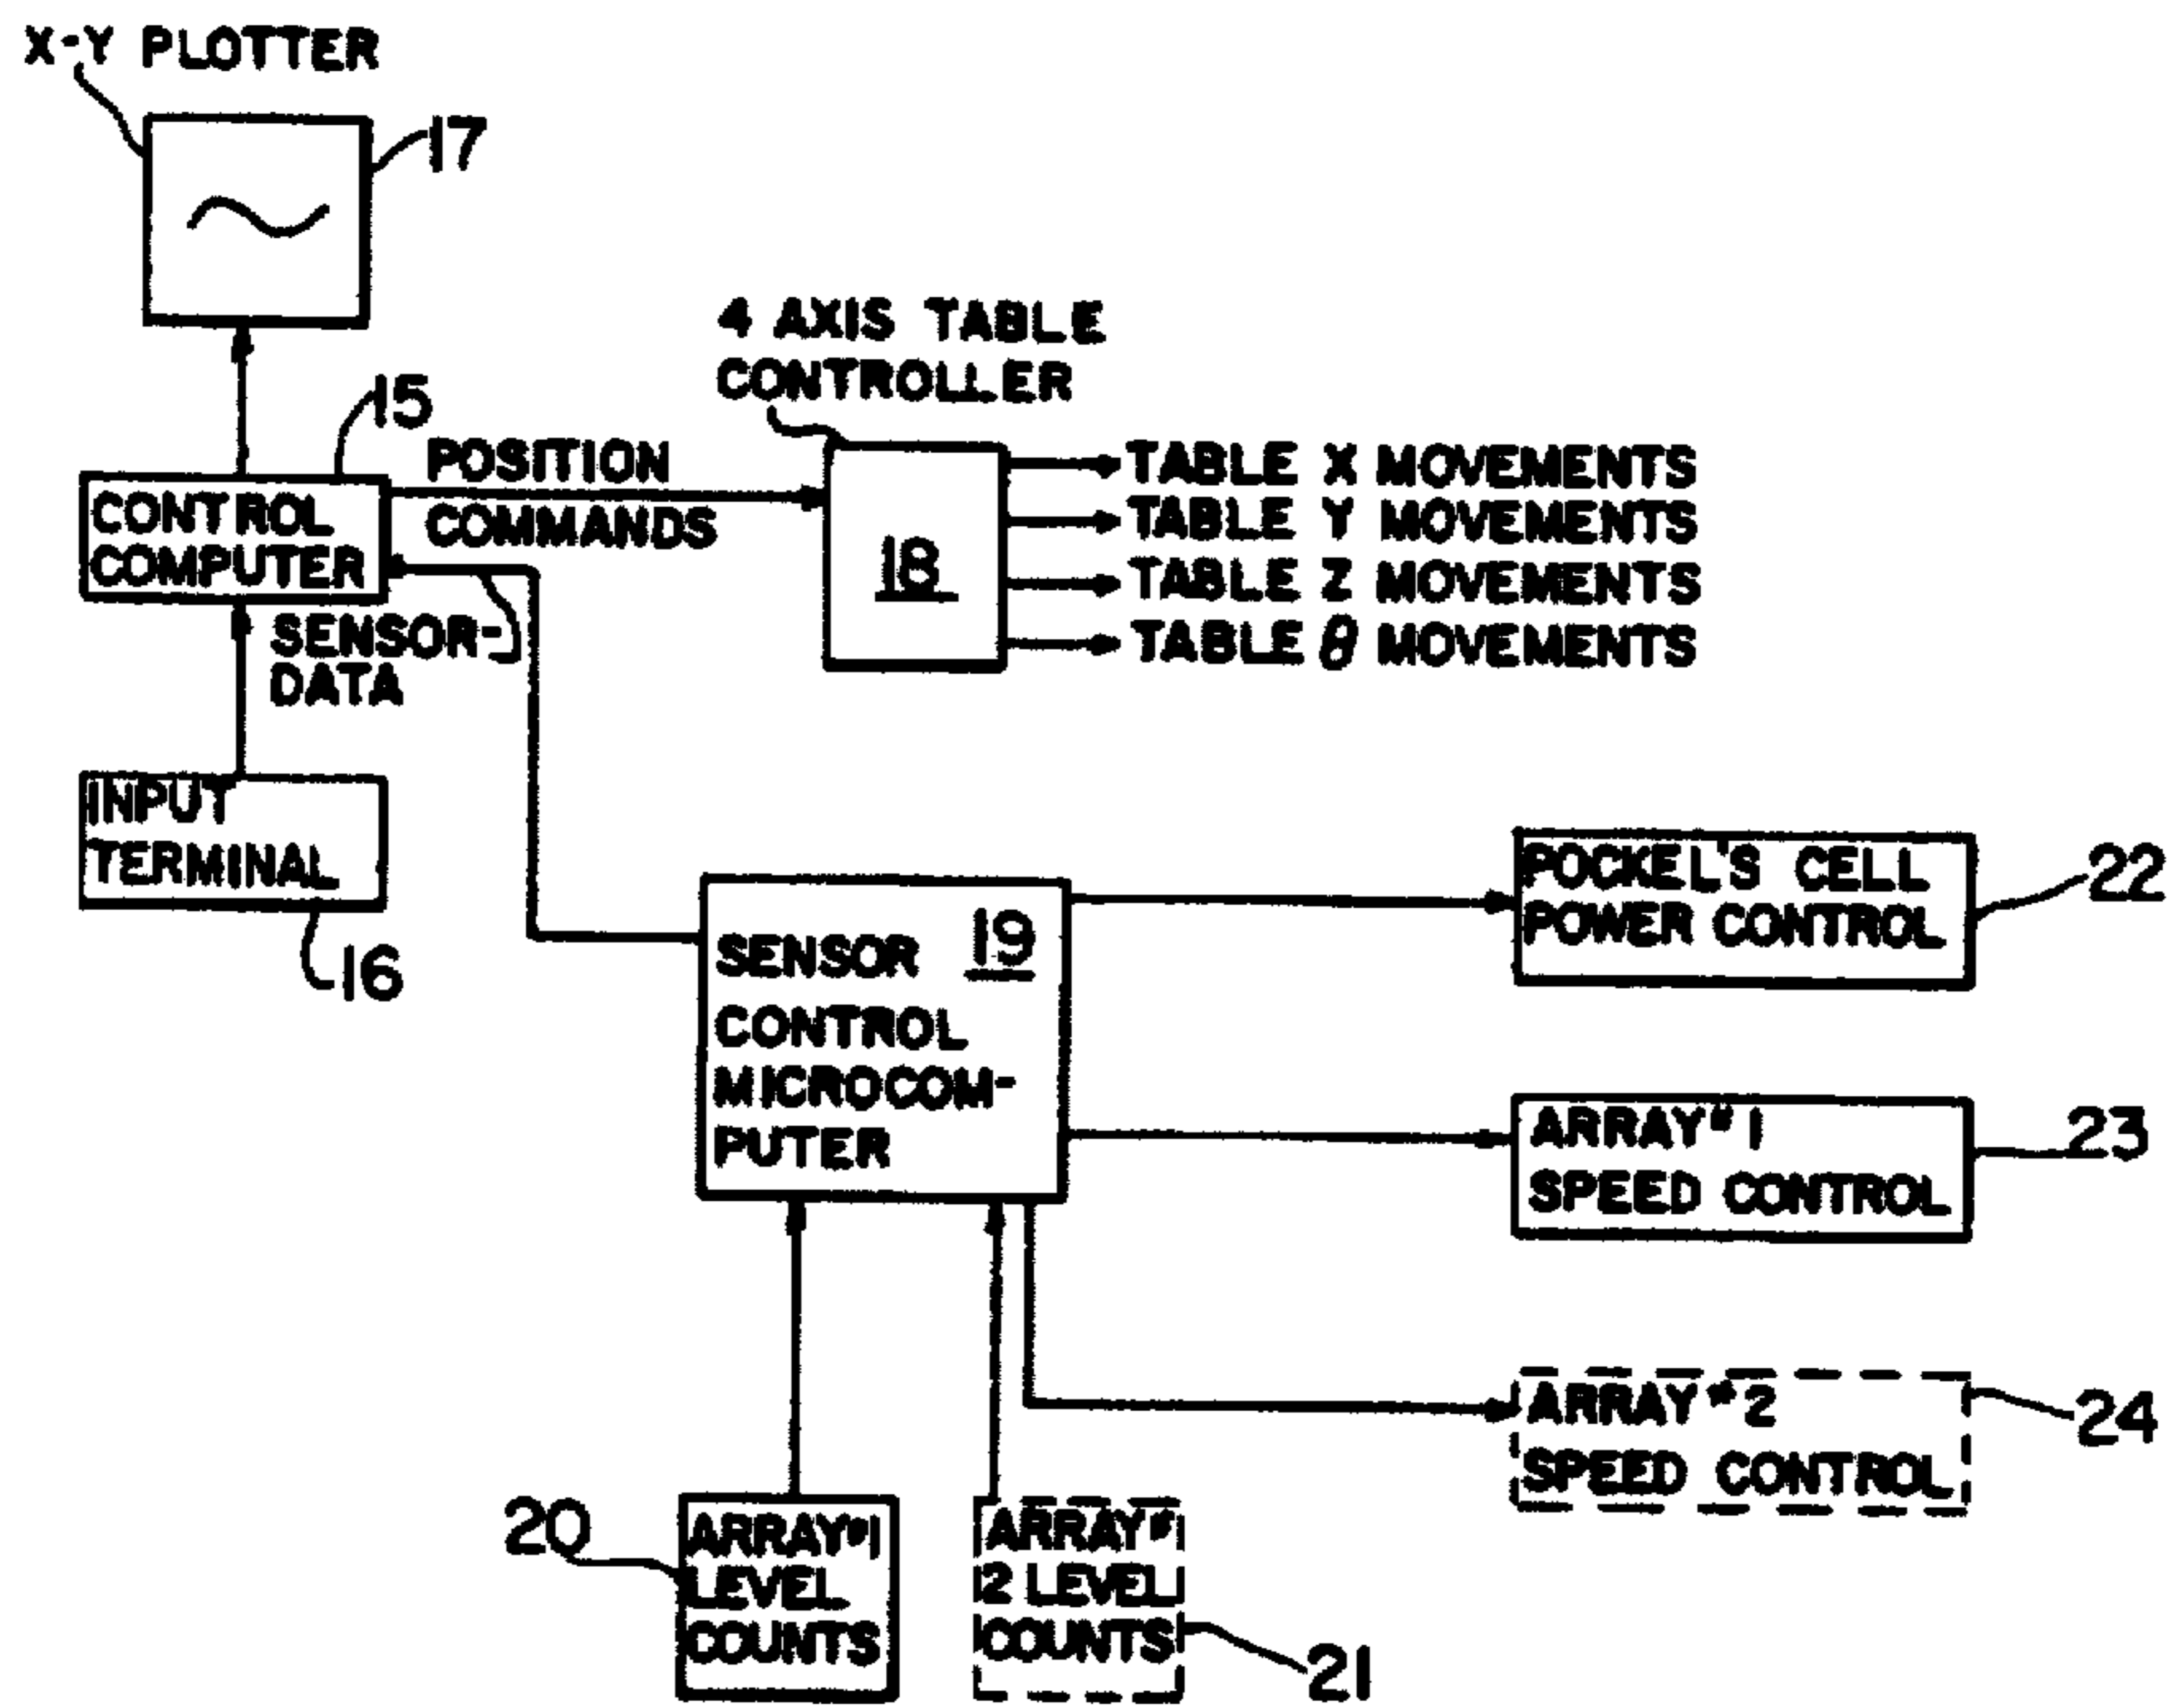 X-Y PLOTTER
17
4 AXIS TABLE
CONTROLLER
15
POSITION
COMMANDS
CONTROL
COMPUTER
18
TABLE X MOVEMENTS
TABLE Y MOVEMENTS
TABLE Z MOVEMENTS
TABLE θ MOVEMENTS
SENSOR-
DATA
INPUT
TERMINAL
16
SENSOR 19
CONTROL
MICROCOM-
PUTER
POCKEL'S CELL
POWER CONTROL
22
ARRAY #1
SPEED CONTROL
23
ARRAY #2
SPEED CONTROL
24
20
ARRAY #1
LEVEL
COUNTS
ARRAY #
2 LEVEL
COUNTS
21